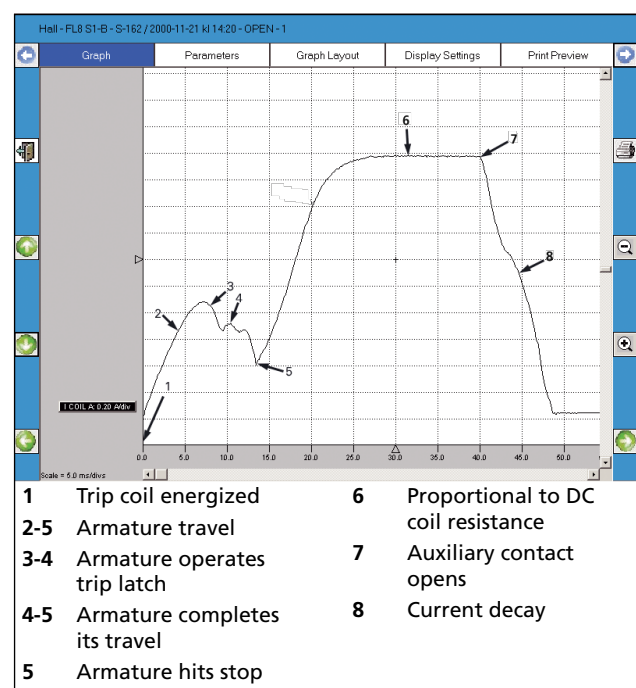 Hall - FL8 S1-B - S-162 / 2000-11-21 kl 14:20 - OPEN - 1
Graph Parameters Graph Layout Display Settings Print Preview
6
7
8
3
2
4
5
1
I COIL A: 0.20 A/div
0.0 5.0 10.0 15.0 20.0 25.0 30.0 35.0 40.0 45.0 50.0
Scale = 5.0 ms/divs
1 Trip coil energized
2-5 Armature travel
3-4 Armature operates
trip latch
4-5 Armature completes
its travel
5 Armature hits stop
6 Proportional to DC
coil resistance
7 Auxiliary contact
opens
8 Current decay